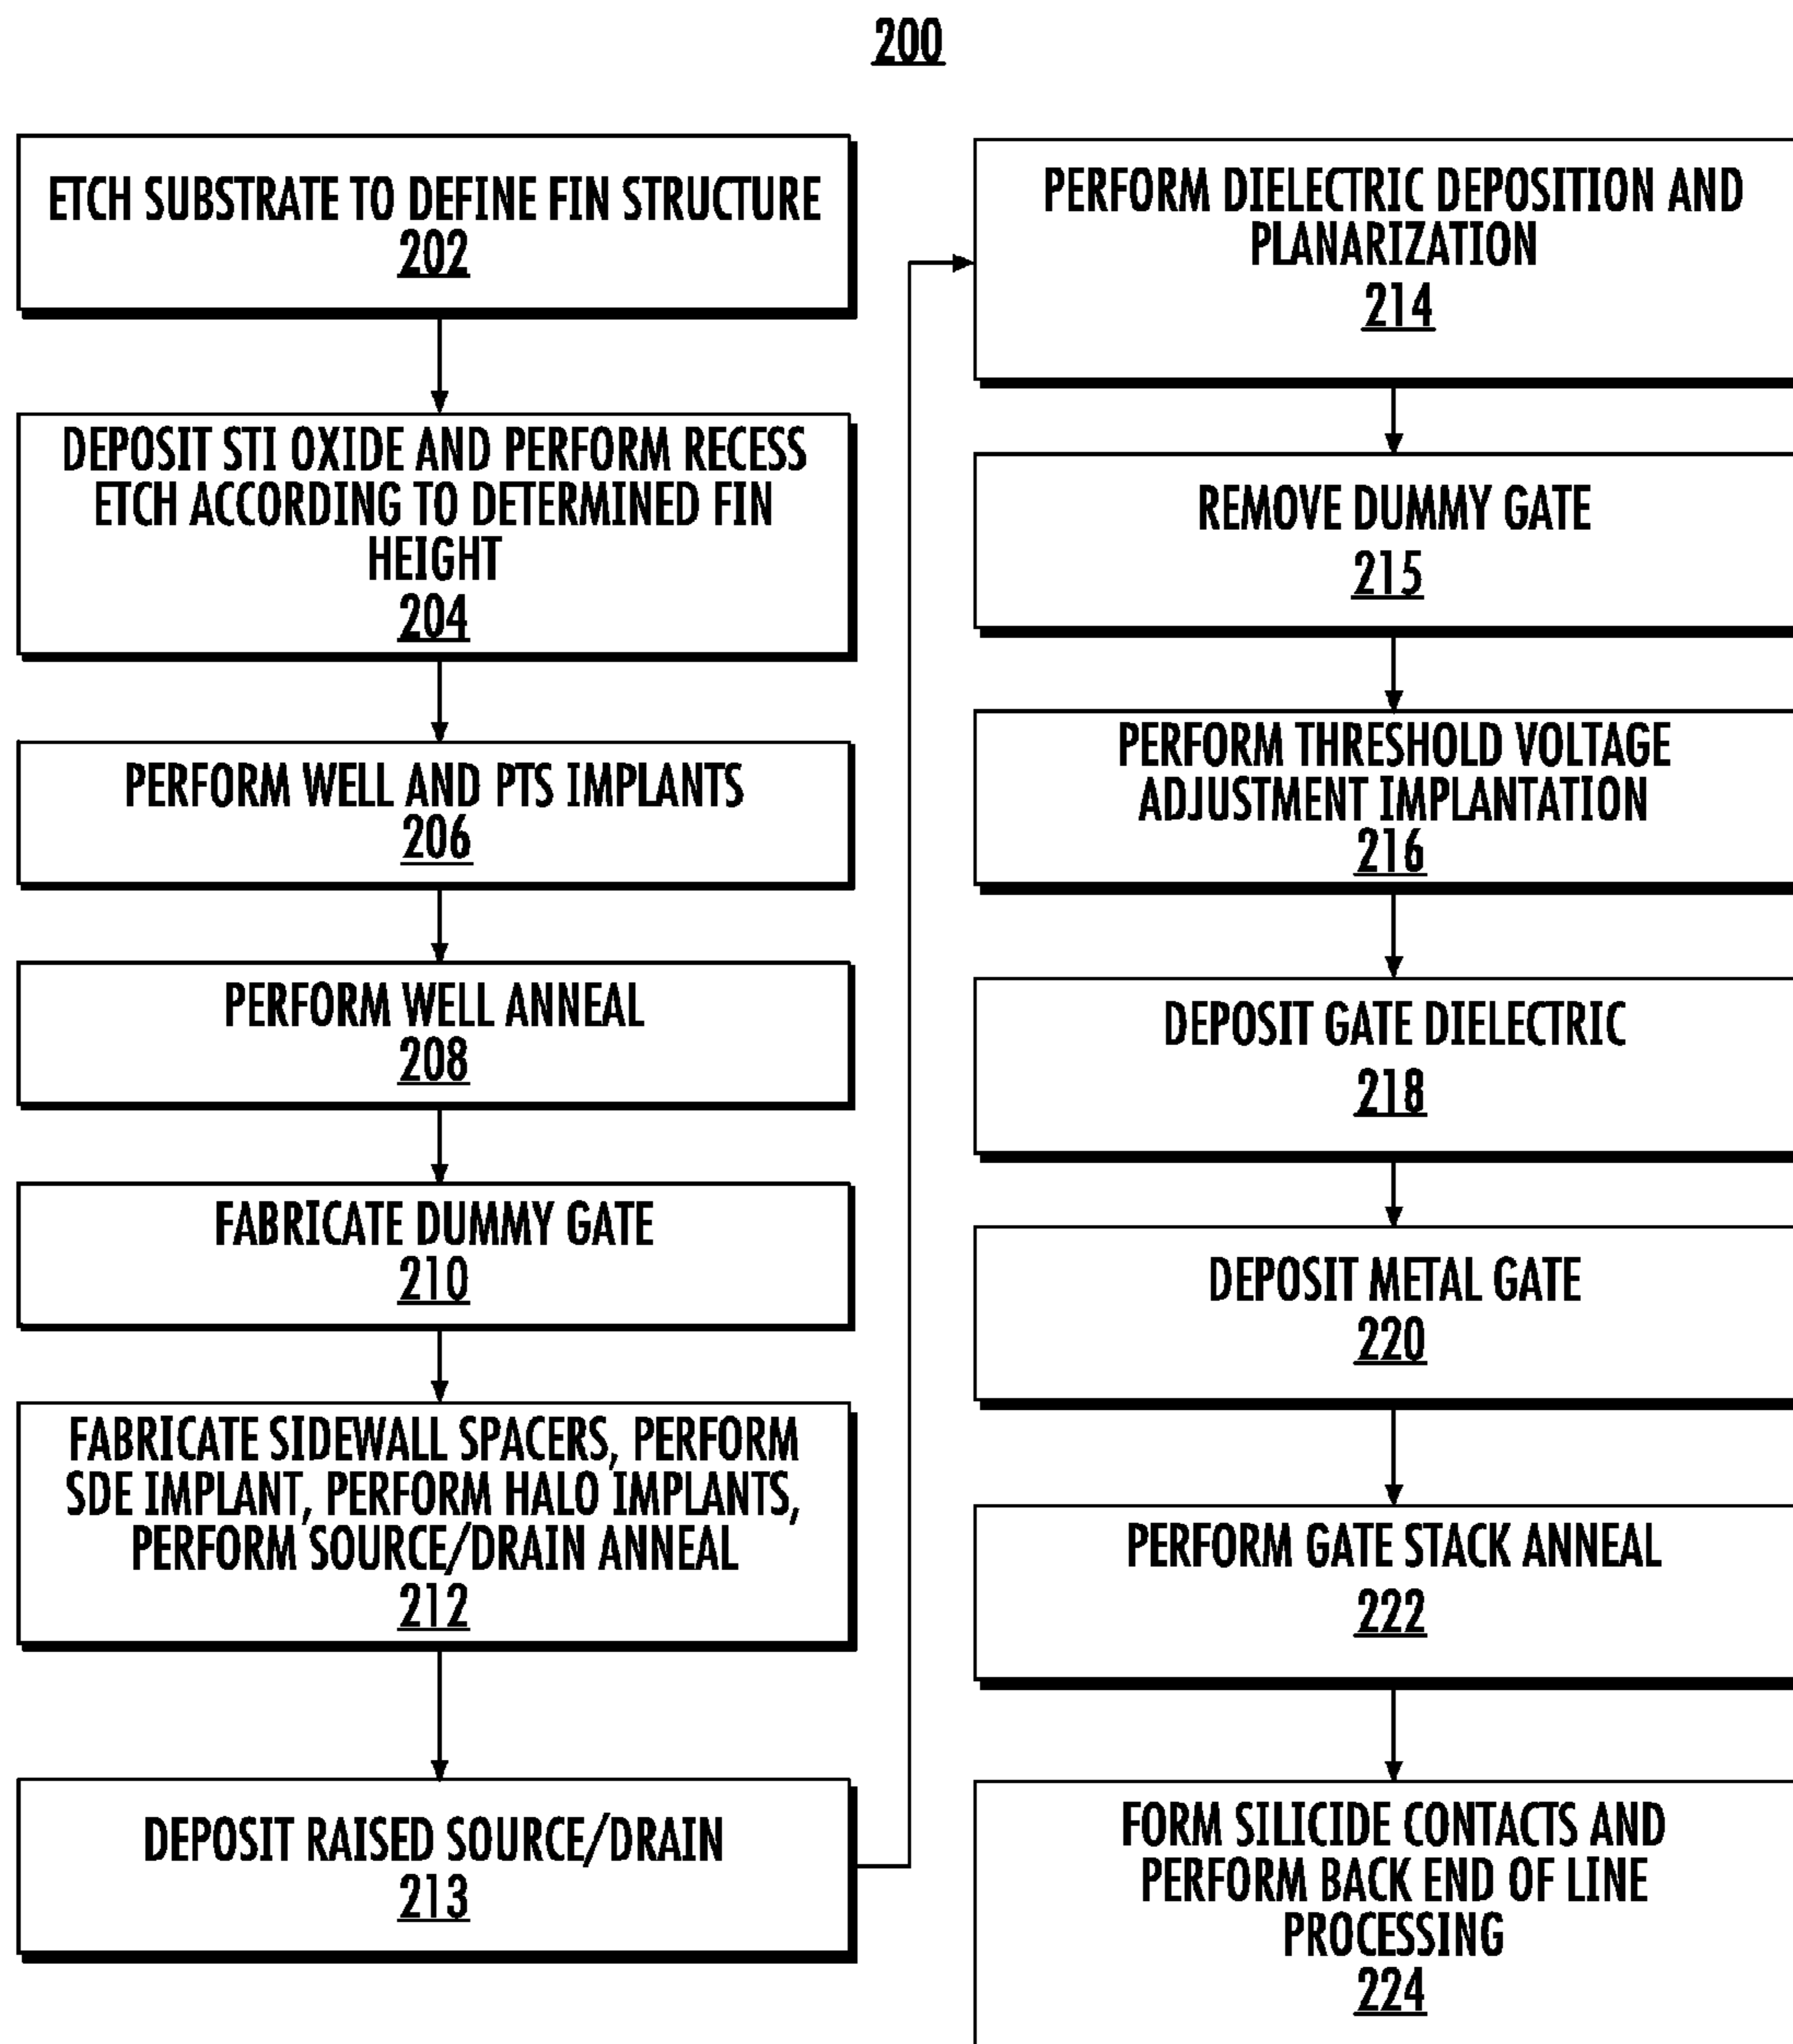 200
ETCH SUBSTRATE TO DEFINE FIN STRUCTURE
202
DEPOSIT STI OXIDE AND PERFORM RECESS
ETCH ACCORDING TO DETERMINED FIN
HEIGHT
204
PERFORM WELL AND PTS IMPLANTS
206
PERFORM WELL ANNEAL
208
FABRICATE DUMMY GATE
210
FABRICATE SIDEWALL SPACERS, PERFORM
SDE IMPLANT, PERFORM HALO IMPLANTS,
PERFORM SOURCE/DRAIN ANNEAL
212
DEPOSIT RAISED SOURCE/DRAIN
213
PERFORM DIELECTRIC DEPOSITION AND
PLANARIZATION
214
REMOVE DUMMY GATE
215
PERFORM THRESHOLD VOLTAGE
ADJUSTMENT IMPLANTATION
216
DEPOSIT GATE DIELECTRIC
218
DEPOSIT METAL GATE
220
PERFORM GATE STACK ANNEAL
222
FORM SILICIDE CONTACTS AND
PERFORM BACK END OF LINE
PROCESSING
224